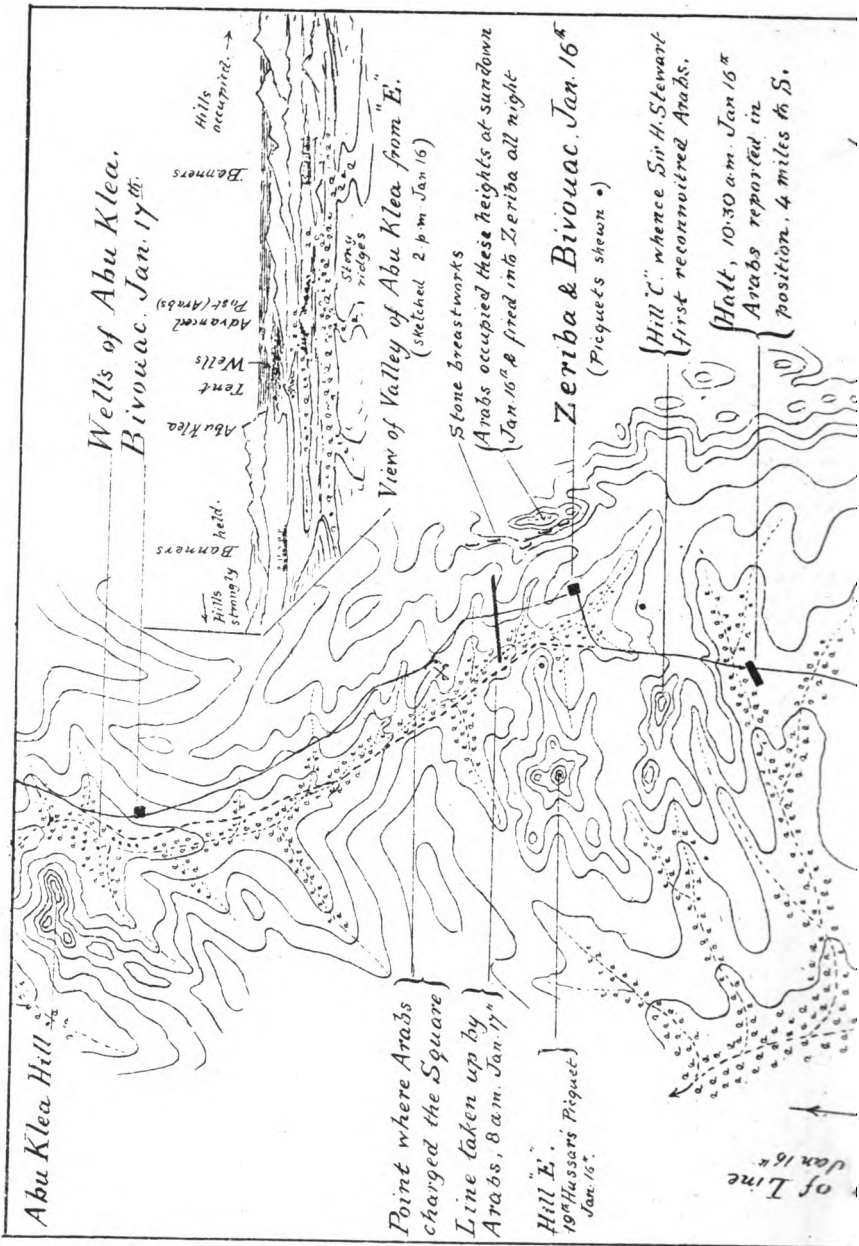 Abu Klea Hill
Wells of Abu Klea.
Bivouac. Jan. 17th.
Hills
strongly held.
Banners
Abu Klea
Tent
Wells
Advanced
Post (Arabs)
Banners
Hills
occupied.
Stony
ridges
View of Valley of Abu Klea from "E."
(sketched 2 p.m. Jan 16)
Point where Arabs
charged the Square
Line taken up by
Arabs, 8 a.m. Jan. 17th
Hill "E".
19th Hussars Picquet
Jan. 16th.
Stone breastworks
Arabs occupied these heights at sundown
Jan. 16th & fired into Zeriba all night
Zeriba & Bivouac. Jan. 16th
(Picquets shewn •)
Hill "C". whence Sir H. Stewart
first reconnoitred Arabs.
Halt, 10.30 a.m. Jan 16th
Arabs reported in
position, 4 miles to S.
of Line
Jan 16th